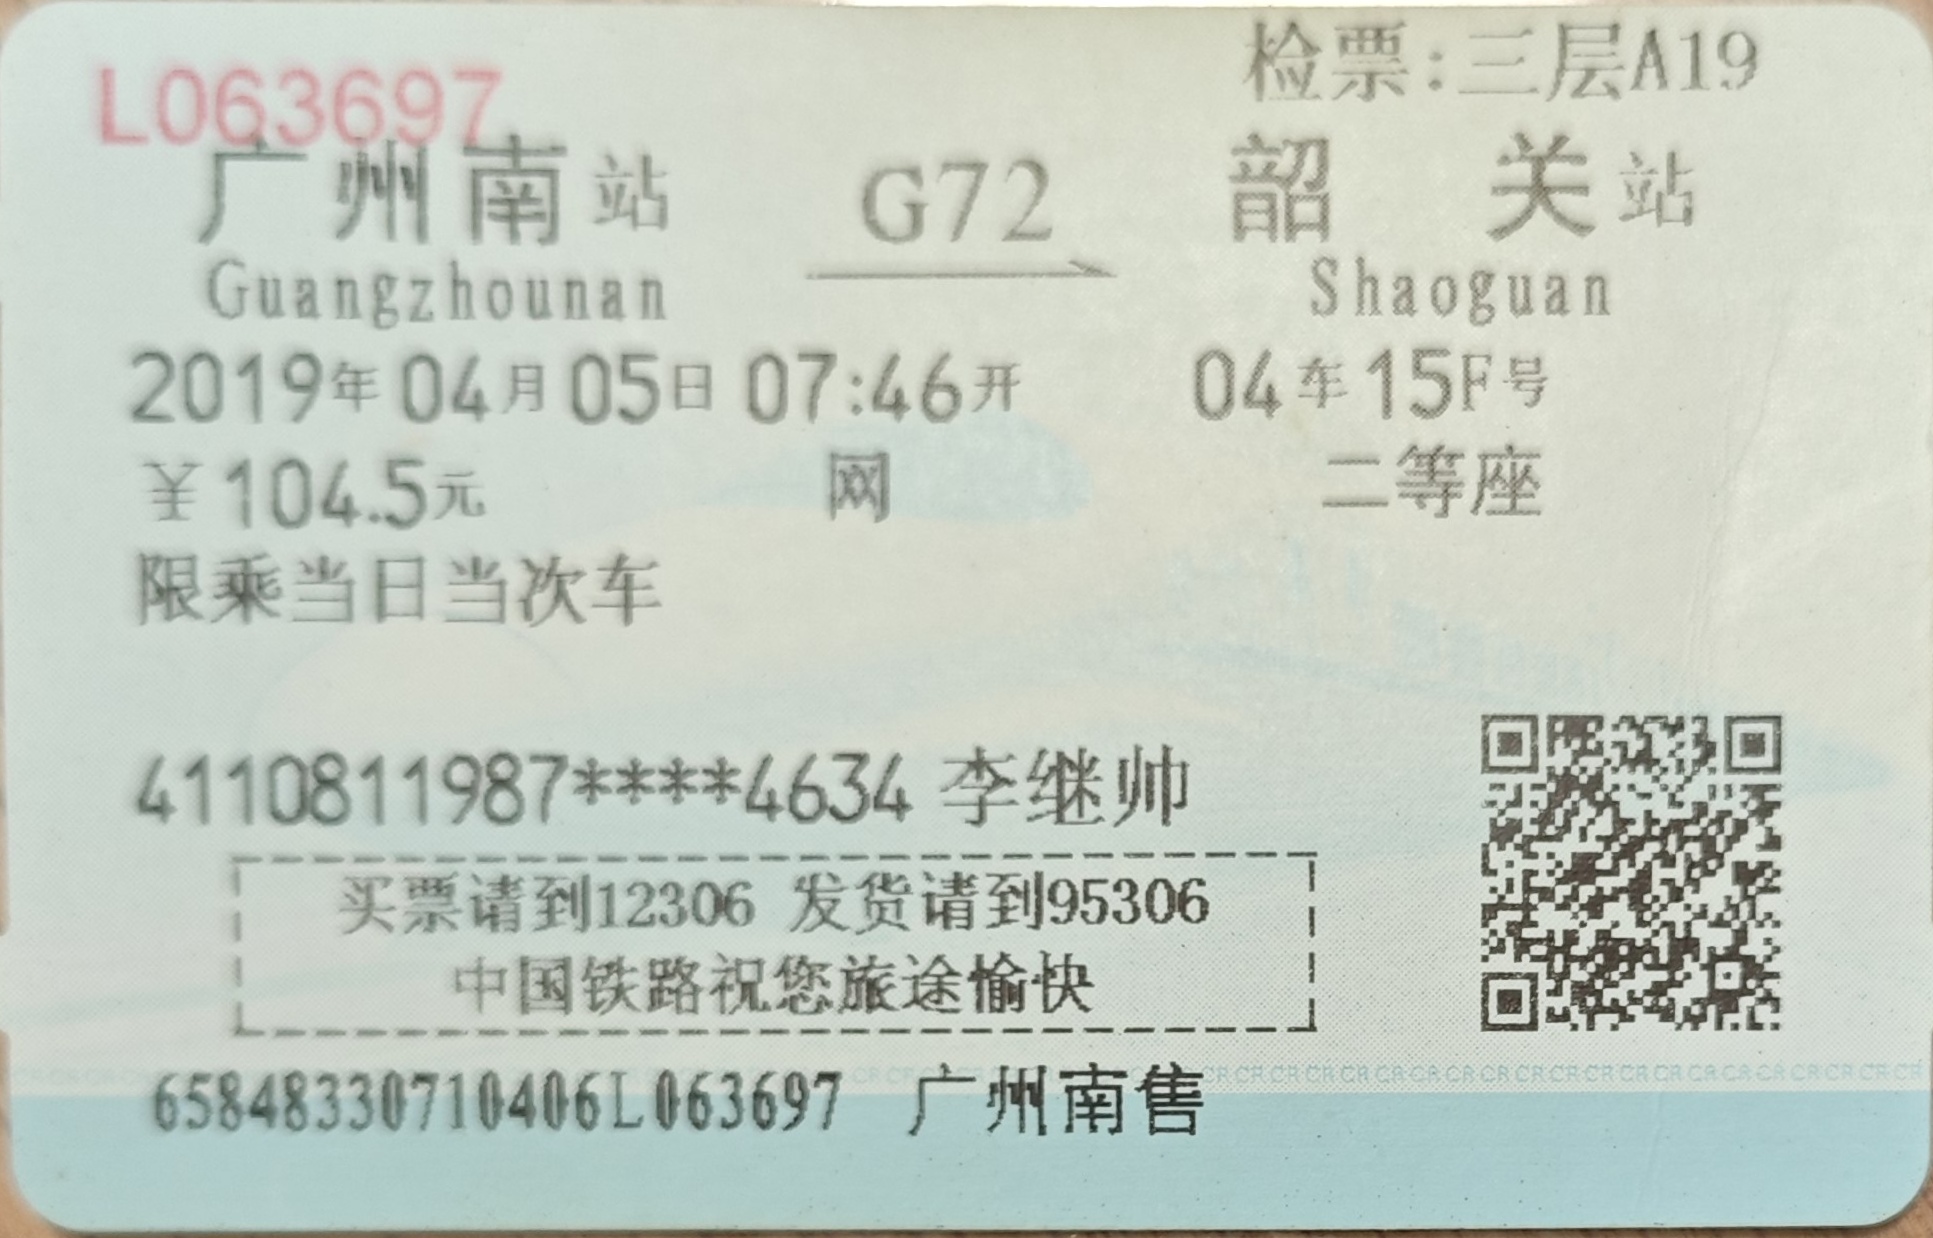 检票:三层A19
L063697
广州南站 G72 韶关站
Guangzhounan Shaoguan
2019年04月05日 07:46开 04车15F号
¥104.5元 网 二等座
限乘当日当次车
4110811987****4634 李继帅
买票请到12306 发货请到95306
中国铁路祝您旅途愉快
65848330710406L063697 广州南售